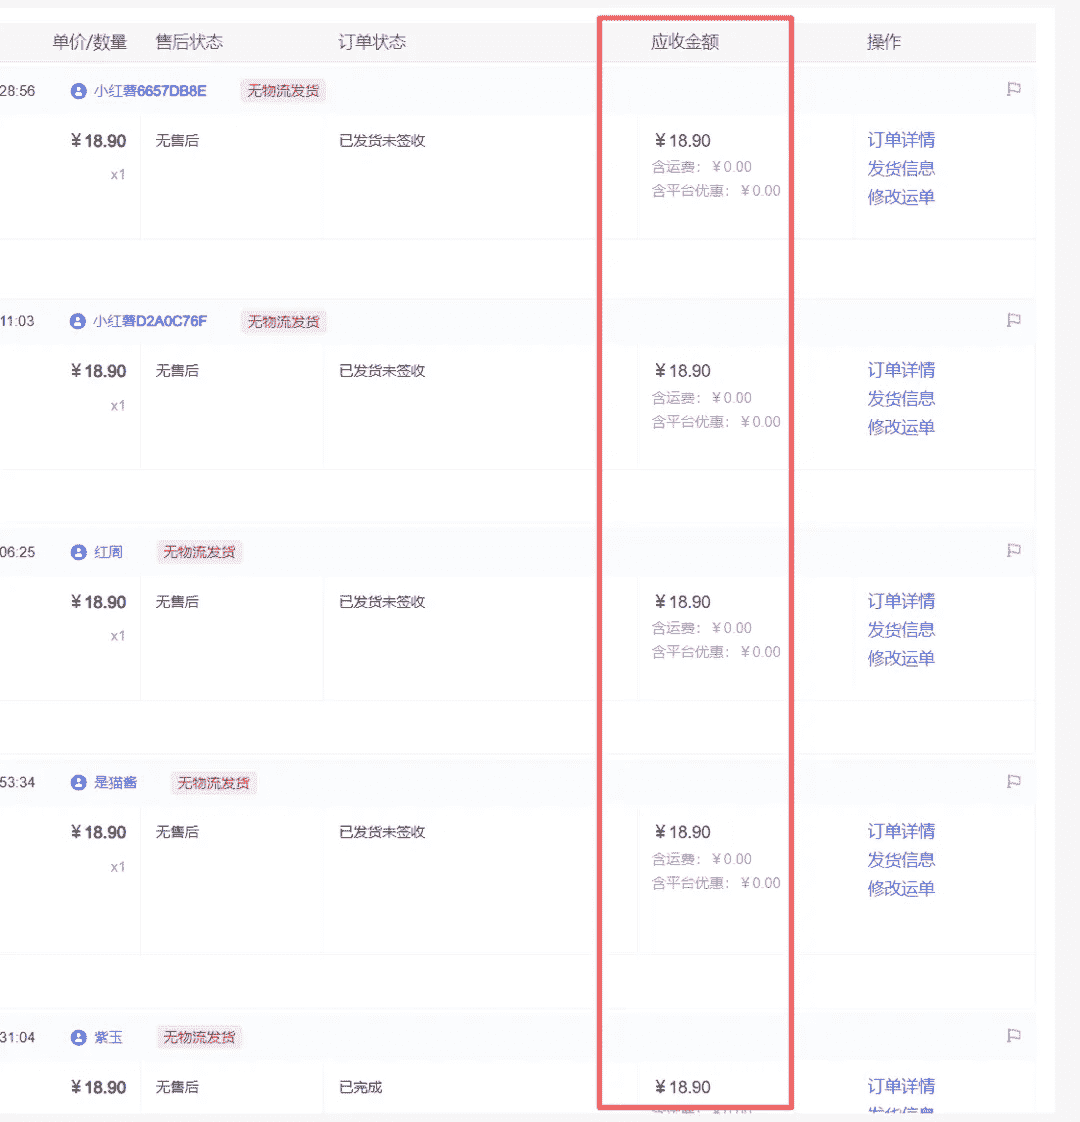 单价/数量 售后状态 订单状态 应收金额 操作
28:56 小红薯6657DB8E 无物流发货
¥18.90 无售后 已发货未签收 ¥18.90 订单详情
x1 含运费：¥0.00 发货信息
含平台优惠：¥0.00 修改运单
11:03 小红薯D2A0C76F 无物流发货
¥18.90 无售后 已发货未签收 ¥18.90 订单详情
x1 含运费：¥0.00 发货信息
含平台优惠：¥0.00 修改运单
06:25 红周 无物流发货
¥18.90 无售后 已发货未签收 ¥18.90 订单详情
x1 含运费：¥0.00 发货信息
含平台优惠：¥0.00 修改运单
53:34 是猫酱 无物流发货
¥18.90 无售后 已发货未签收 ¥18.90 订单详情
x1 含运费：¥0.00 发货信息
含平台优惠：¥0.00 修改运单
31:04 紫玉 无物流发货
¥18.90 无售后 已完成 ¥18.90 订单详情